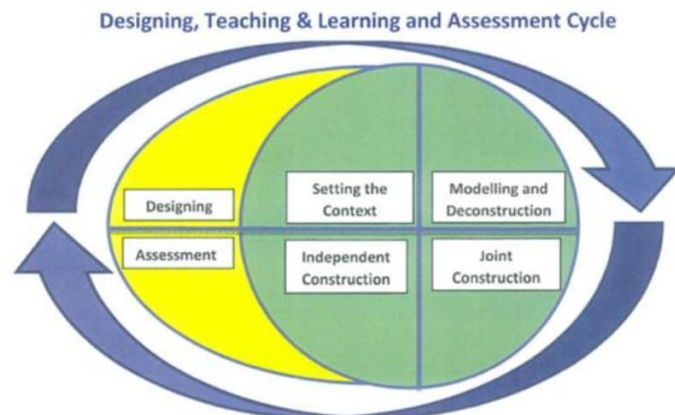 Designing, Teaching & Learning and Assessment Cycle
Designing
Setting the
Context
Modelling and
Deconstruction
Assessment
Independent
Construction
Joint
Construction